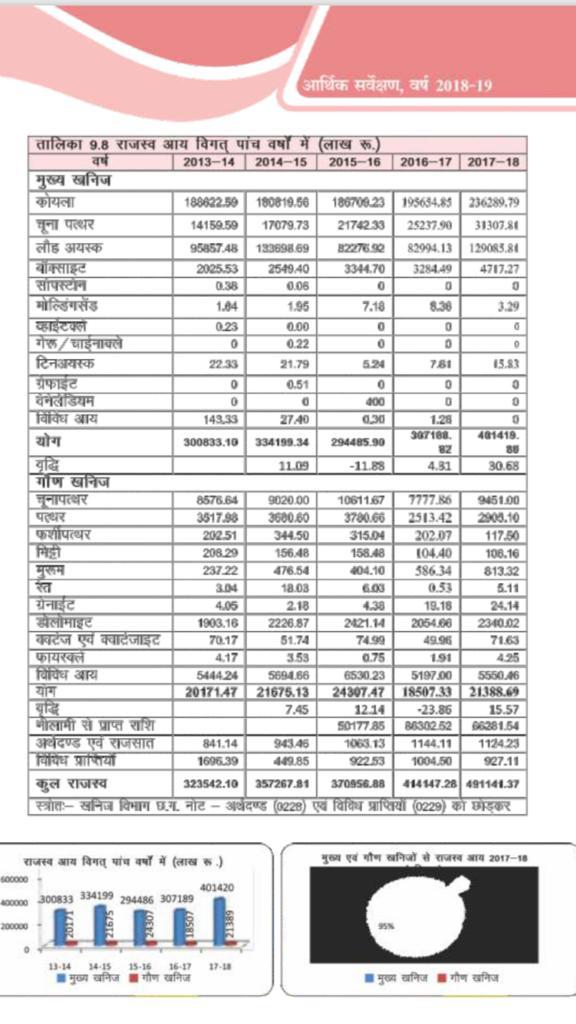 आर्थिक सर्वेक्षण, वर्ष 2018-19
तालिका 9.8 राजस्व आय विगत् पांच वर्षों में (लाख रू.)
वर्ष 2013–14 2014–15 2015–16 2016–17 2017–18
मुख्य खनिज
कोयला 188622.59 180819.56 186709.23 195654.85 236289.79
चूना पत्थर 14159.59 17079.73 21742.33 25237.90 31307.81
लौह अयस्क 95857.48 133698.69 82276.92 82994.13 129085.81
बॉक्साइट 2025.53 2549.40 3344.70 3284.49 4717.27
सोपस्टोन 0.38 0.06 0 0 0
मोल्डिंगसेंड 1.64 1.95 7.18 8.36 3.29
व्हाईटक्ले 0.23 0.00 0 0 0
गेरू/चाईनाक्ले 0 0.22 0 0 0
टिनअयस्क 22.33 21.79 5.24 7.61 15.83
ग्रेफाईट 0 0.51 0 0 0
वेनेलेडियम 0 0 400 0 0
विविध आय 143.33 27.40 0.30 1.28 0
योग 300833.10 334199.34 294485.90 307188.82 401419.80
वृद्धि 11.09 -11.88 4.31 30.68
गौण खनिज
चूनापत्थर 8576.64 9020.00 10611.67 7777.86 9451.00
पत्थर 3517.98 3680.60 3780.66 2513.42 2905.10
फर्शीपत्थर 202.51 344.50 315.04 202.07 117.50
मिट्टी 208.29 156.48 158.48 104.40 106.16
मुरूम 237.22 476.54 404.10 586.34 813.32
रेत 3.04 18.03 6.03 0.53 5.11
ग्रेनाईट 4.05 2.18 4.38 19.18 24.14
डोलोमाइट 1903.16 2226.87 2421.14 2054.66 2340.02
क्वर्टज एवं क्वार्टजाइट 70.17 51.74 74.99 49.96 71.63
फायरक्ले 4.17 3.53 0.75 1.91 4.25
विविध आय 5444.24 5694.66 6530.23 5197.00 5550.46
योग 20171.47 21675.13 24307.47 18507.33 21388.69
वृद्धि 7.45 12.14 -23.86 15.57
नीलामी से प्राप्त राशि 50177.85 86302.52 66281.54
अर्थदण्ड एवं राजसात 841.14 943.46 1063.13 1144.11 1124.23
विविध प्राप्तियाँ 1696.39 449.85 922.53 1004.50 927.11
कुल राजस्व 323542.10 357267.81 370956.88 414147.28 491141.37
स्त्रोतः– खनिज विभाग छ.ग. नोट – अर्थदण्ड (0228) एवं विविध प्राप्तियों (0229) को छोड़कर
राजस्व आय विगत् पांच वर्षों में (लाख रू.)
600000
400000
200000
0
300833 334199 294486 307189 401420
20171 21675 24307 18507 21389
13-14 14-15 15-16 16-17 17-18
मुख्य खनिज गौण खनिज
मुख्य एवं गौण खनिजों से राजस्व आय 2017–18
95%
मुख्य खनिज गौण खनिज